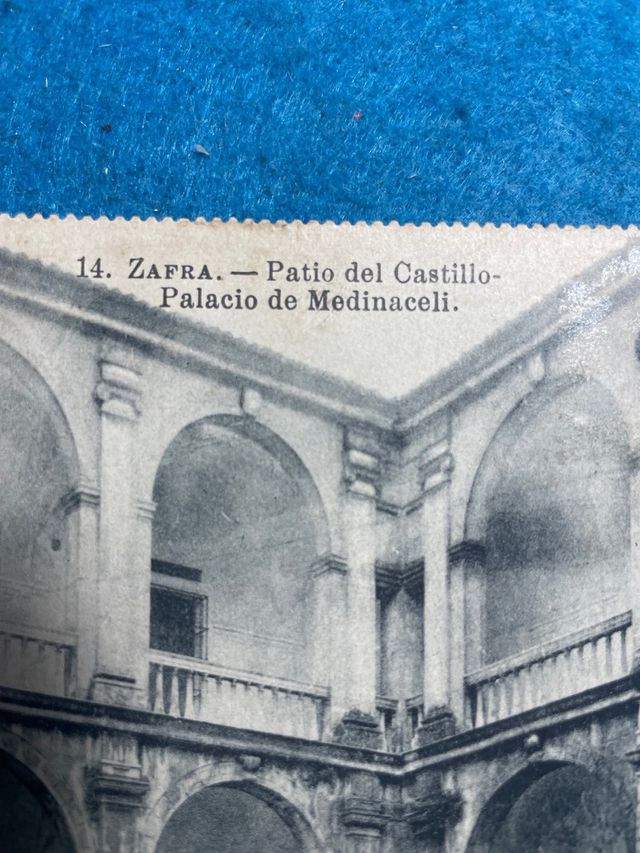 14. ZAFRA. — Patio del Castillo-
Palacio de Medinaceli.